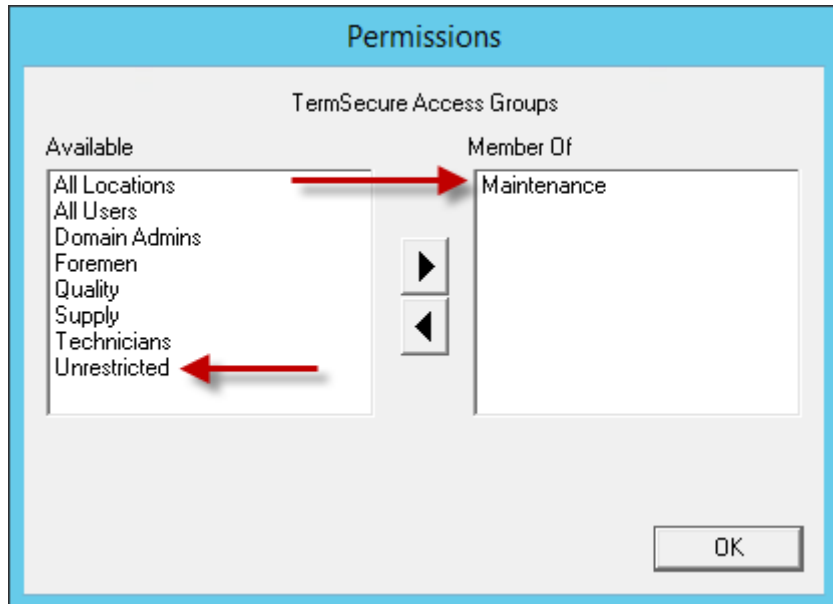 Permissions
TermSecure Access Groups
Available
Member Of
All Locations
All Users
Domain Admins
Foremen
Quality
Supply
Technicians
Unrestricted
Maintenance
OK